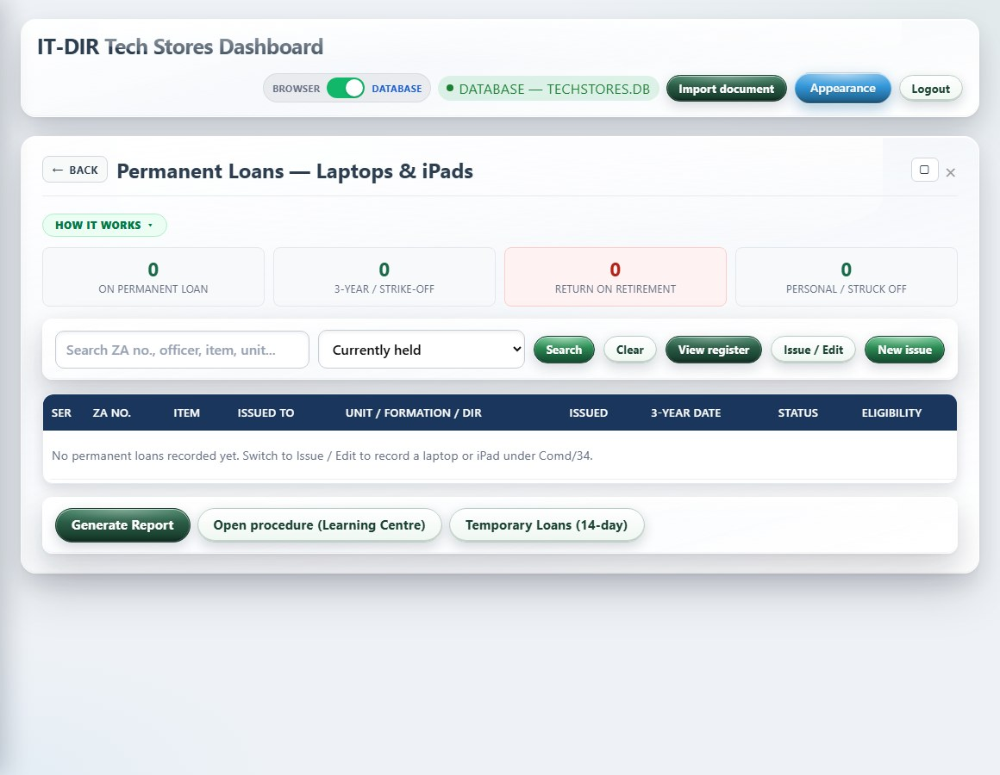 IT-DIR Tech Stores Dashboard
BROWSER DATABASE DATABASE — TECHSTORES.DB Import document Appearance Logout
← BACK Permanent Loans — Laptops & iPads ×
HOW IT WORKS
0 0 0 0
ON PERMANENT LOAN 3-YEAR / STRIKE-OFF RETURN ON RETIREMENT PERSONAL / STRUCK OFF
Search ZA no., officer, item, unit... Currently held Search Clear View register Issue / Edit New issue
SER ZA NO. ITEM ISSUED TO UNIT / FORMATION / DIR ISSUED 3-YEAR DATE STATUS ELIGIBILITY
No permanent loans recorded yet. Switch to Issue / Edit to record a laptop or iPad under Comd/34.
Generate Report Open procedure (Learning Centre) Temporary Loans (14-day)